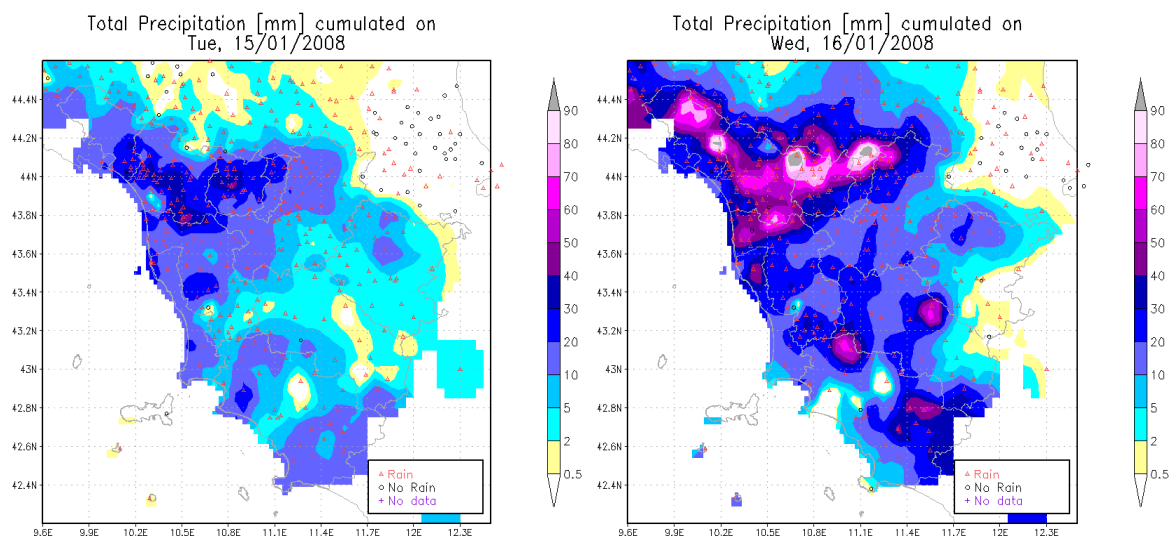 Total Precipitation [mm] cumulated on
Tue, 15/01/2008
44.4N
44.2N
44N
43.8N
43.6N
43.4N
43.2N
43N
42.8N
42.6N
42.4N
9.6E 9.9E 10.2E 10.5E 10.8E 11.1E 11.4E 11.7E 12E 12.3E
Rain
No Rain
No data
90
80
70
60
50
40
30
20
10
5
2
0.5
Total Precipitation [mm] cumulated on
Wed, 16/01/2008
44.4N
44.2N
44N
43.8N
43.6N
43.4N
43.2N
43N
42.8N
42.6N
42.4N
9.6E 9.9E 10.2E 10.5E 10.8E 11.1E 11.4E 11.7E 12E 12.3E
Rain
No Rain
No data
90
80
70
60
50
40
30
20
10
5
2
0.5